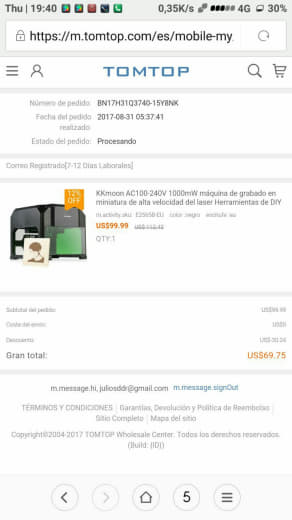 Thu | 19:40
0,35K/s 4G 30%
https://m.tomtop.com/es/mobile-my
TOMTOP
Número de pedido: BN17H31Q3740-15Y8NK
Fecha del pedido realizado: 2017-08-31 05:37:41
Estado del pedido: Procesando
Correo Registrado[7-12 Días Laborales]
12% OFF
KKmoon AC100-240V 1000mW máquina de grabado en
miniatura de alta velocidad del laser Herramientas de DIY
m.activity.sku: color :negro enchufe :eu
US$99.99 US$ 113.42
QTY:1
Subtotal del pedido: US$99.99
Costo del envío: US$0
Descuento: US$-30.24
Gran total: US$69.75
m.message.hi, juliosddr@gmail.com m.message.signOut
TÉRMINOS Y CONDICIONES | Garantías, Devolución y Política de Reembolso |
Sitio Completo | Mapa del sitio
Copyright©2004-2017 TOMTOP Wholesale Center. Todos los derechos reservados.
(Build: {ID})
5